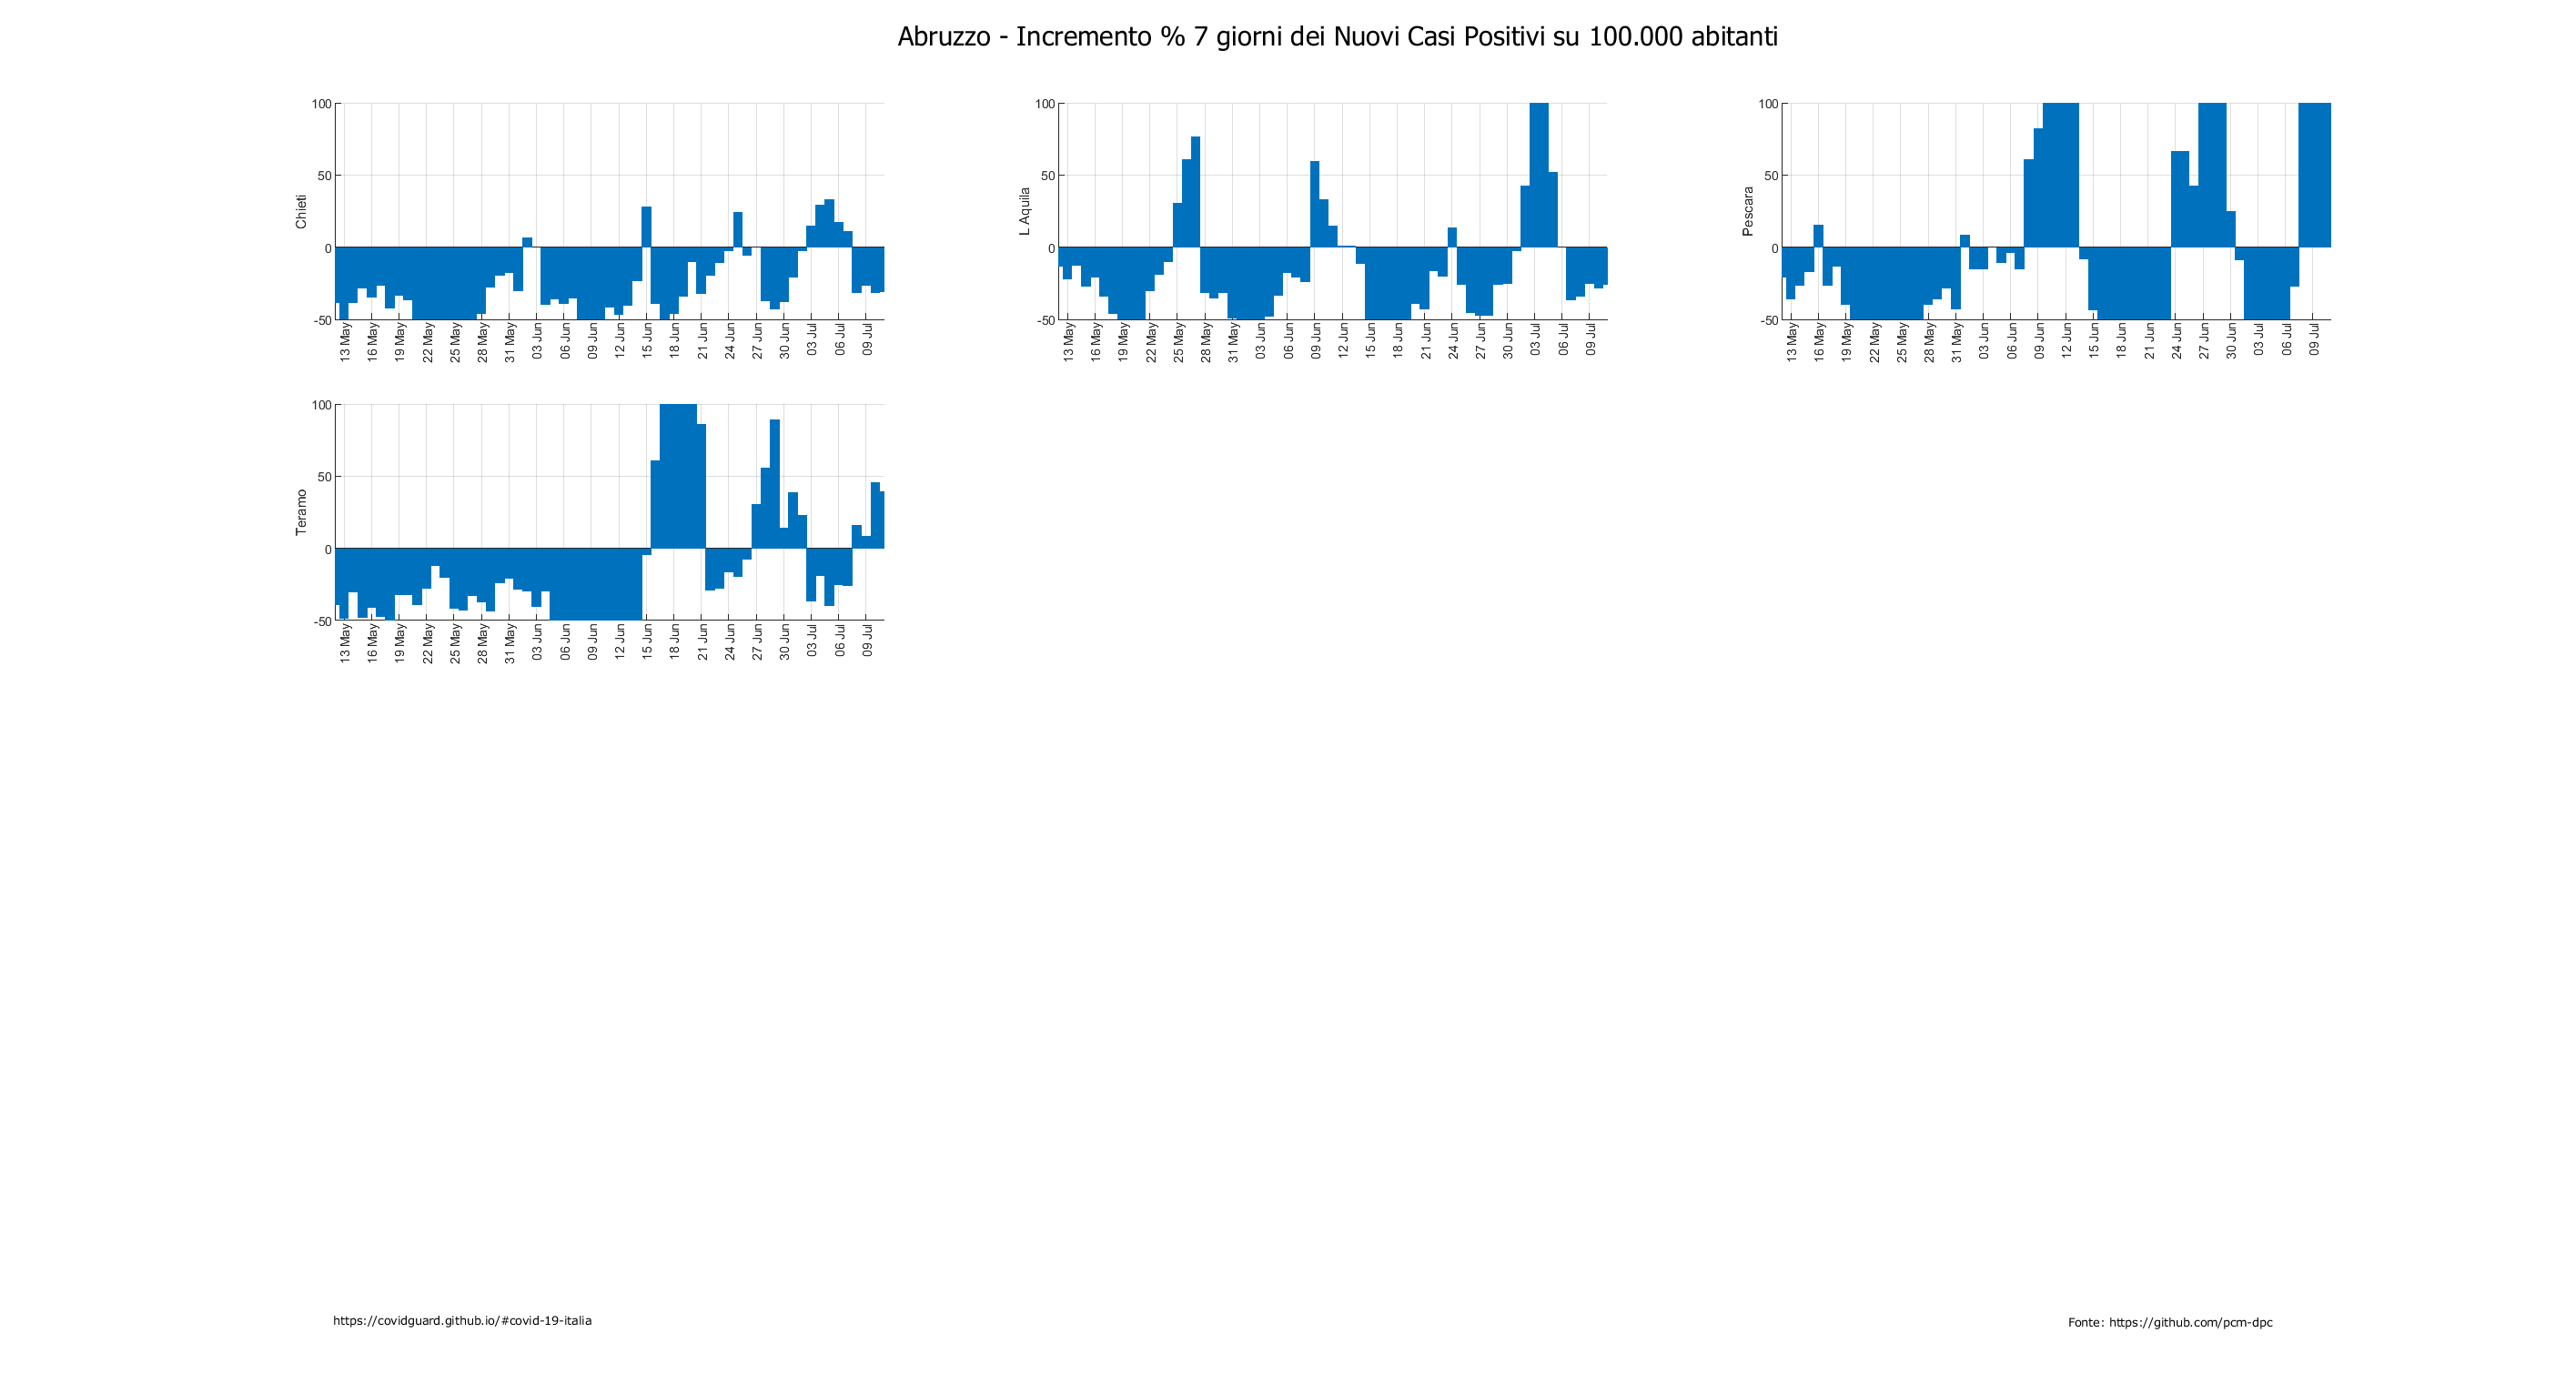 Abruzzo - Incremento % 7 giorni dei Nuovi Casi Positivi su 100.000 abitanti
Chieti
100
50
0
-50
13 May 16 May 19 May 22 May 25 May 28 May 31 May 03 Jun 06 Jun 09 Jun 12 Jun 15 Jun 18 Jun 21 Jun 24 Jun 27 Jun 30 Jun 03 Jul 06 Jul 09 Jul
L Aquila
100
50
0
-50
13 May 16 May 19 May 22 May 25 May 28 May 31 May 03 Jun 06 Jun 09 Jun 12 Jun 15 Jun 18 Jun 21 Jun 24 Jun 27 Jun 30 Jun 03 Jul 06 Jul 09 Jul
Pescara
100
50
0
-50
13 May 16 May 19 May 22 May 25 May 28 May 31 May 03 Jun 06 Jun 09 Jun 12 Jun 15 Jun 18 Jun 21 Jun 24 Jun 27 Jun 30 Jun 03 Jul 06 Jul 09 Jul
Teramo
100
50
0
-50
13 May 16 May 19 May 22 May 25 May 28 May 31 May 03 Jun 06 Jun 09 Jun 12 Jun 15 Jun 18 Jun 21 Jun 24 Jun 27 Jun 30 Jun 03 Jul 06 Jul 09 Jul
https://covidguard.github.io/#covid-19-italia
Fonte: https://github.com/pcm-dpc